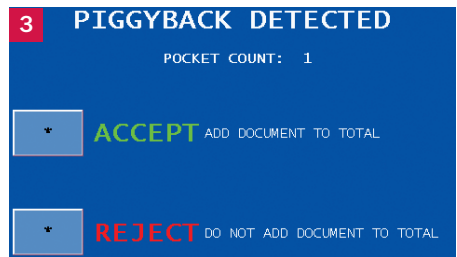 3 PIGGYBACK DETECTED
POCKET COUNT: 1
* ACCEPT ADD DOCUMENT TO TOTAL
* REJECT DO NOT ADD DOCUMENT TO TOTAL